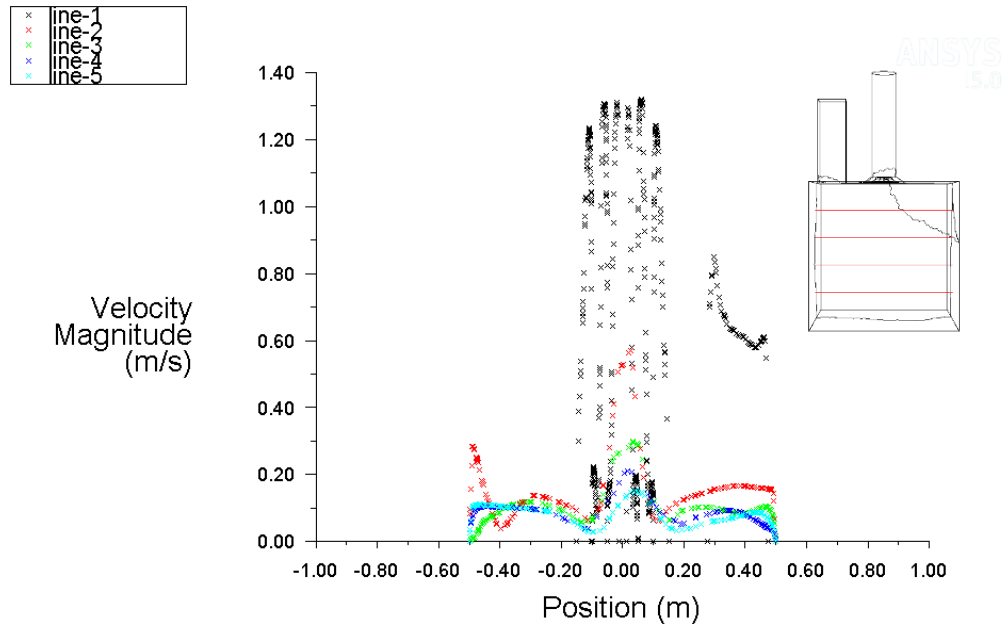 line-1
line-2
line-3
line-4
line-5
ANSYS
.5.0
1.40
1.20
1.00
0.80
0.60
0.40
0.20
0.00
Velocity
Magnitude
(m/s)
-1.00 -0.80 -0.60 -0.40 -0.20 0.00 0.20 0.40 0.60 0.80 1.00
Position (m)